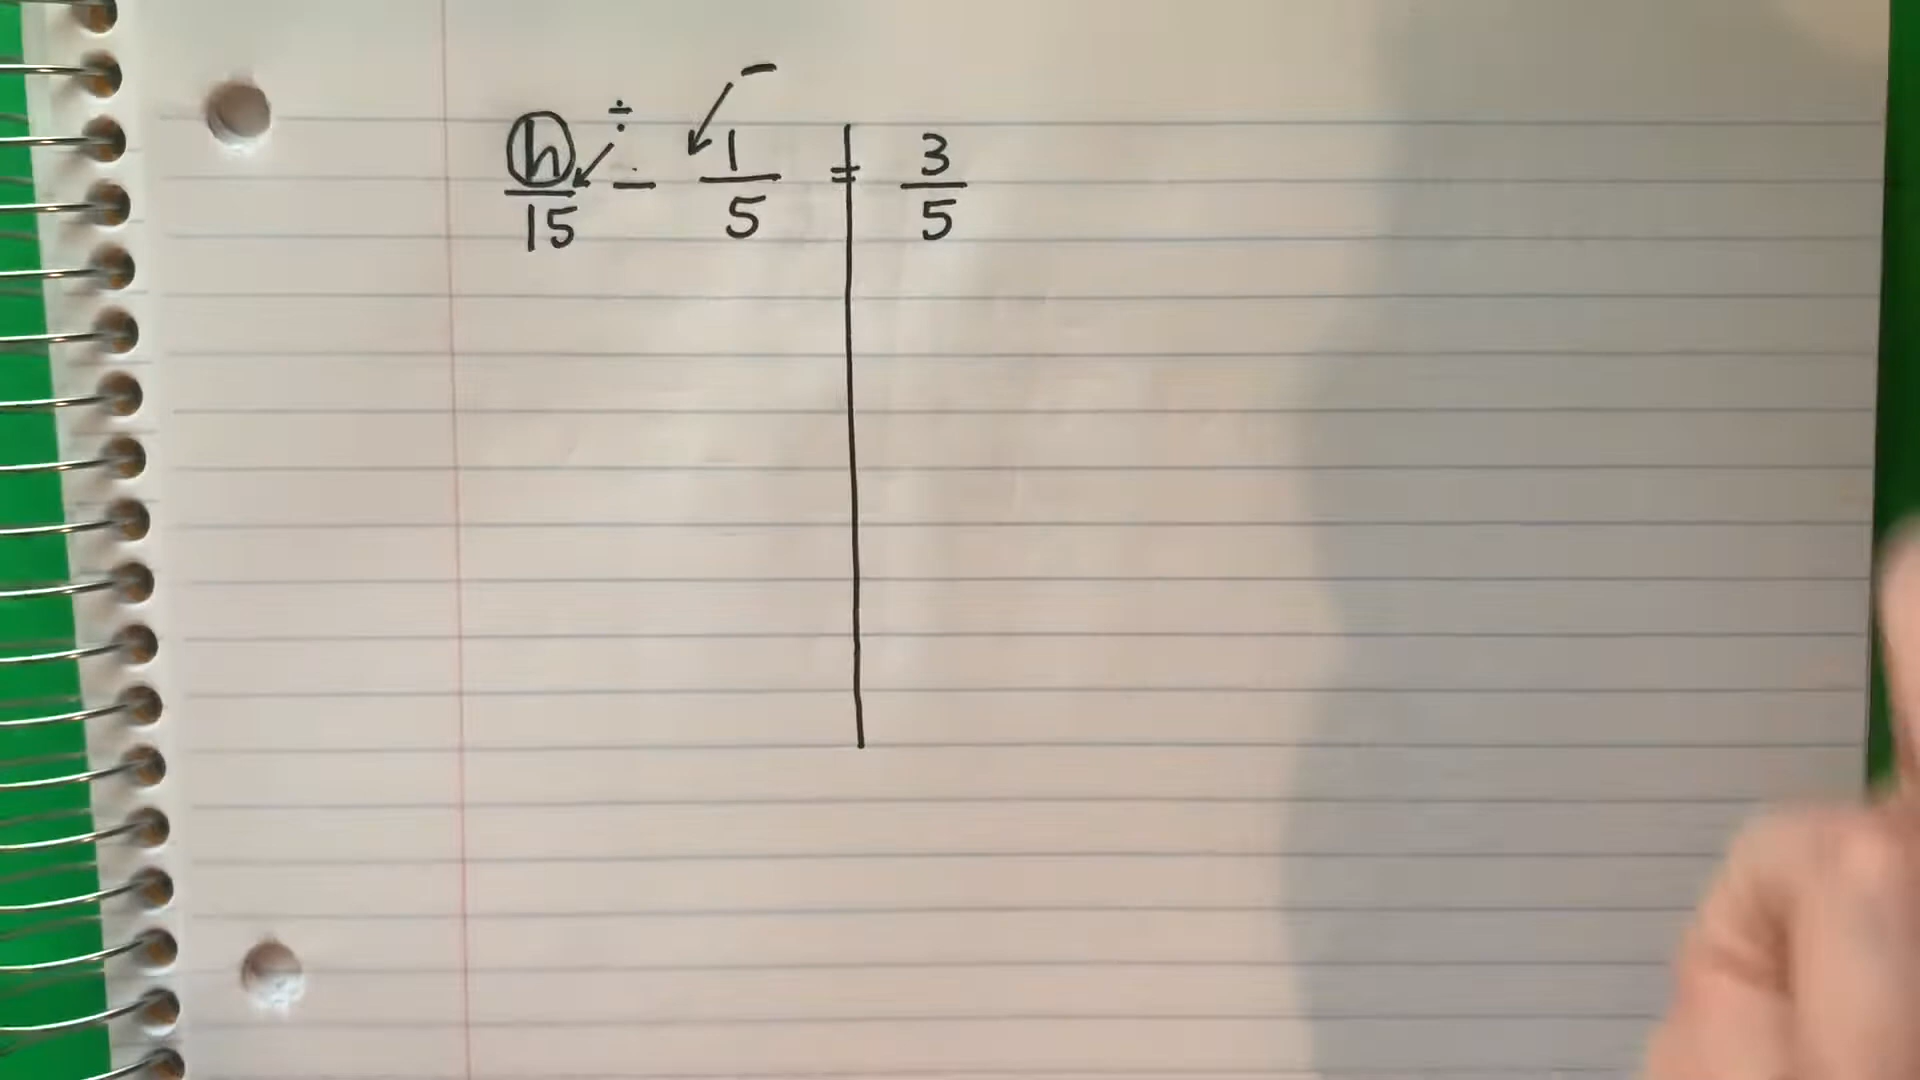 ÷ −
h/15 − 1/5 = 3/5